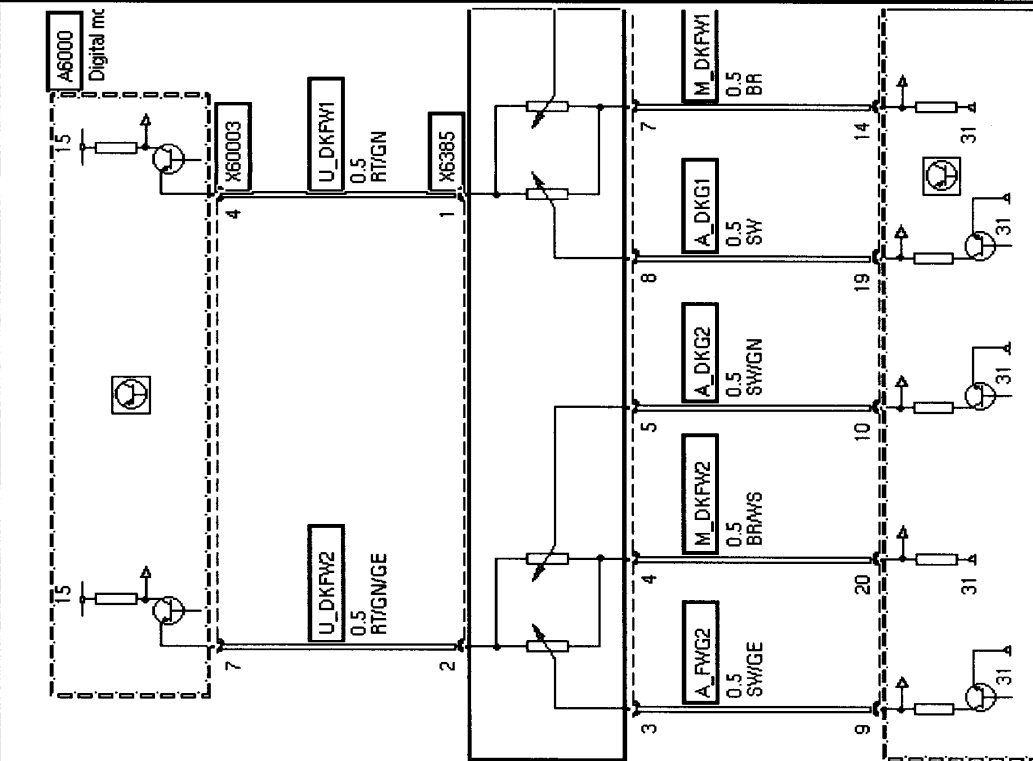 A6000
Digital mo
15
15
X60003
4
7
U_DKFW1
0.5
RT/GN
U_DKFW2
0.5
RT/GN/GE
X6385
1
2
7
8
5
4
3
M_DKFW1
0.5
BR
A_DKG1
0.5
SW
A_DKG2
0.5
SW/GN
M_DKFW2
0.5
BR/WS
A_FWG2
0.5
SW/GE
14
19
10
20
9
31
31
31
31
31